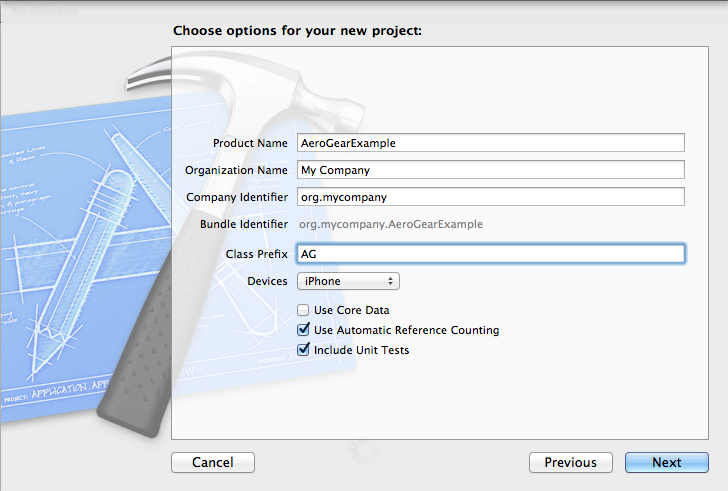 Choose options for your new project:
Product Name AeroGearExample
Organization Name My Company
Company Identifier org.mycompany
Bundle Identifier org.mycompany.AeroGearExample
Class Prefix AG
Devices iPhone
Use Core Data
Use Automatic Reference Counting
Include Unit Tests
PROJECT: APPLICATION.APP
Cancel Previous Next